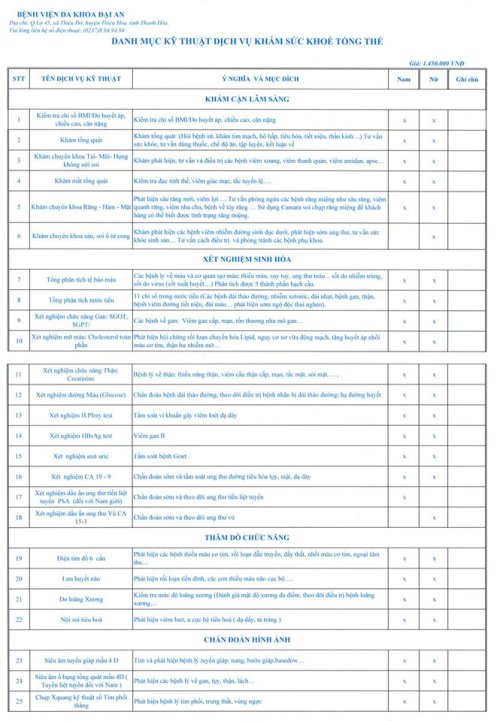 BỆNH VIỆN ĐA KHOA ĐẠI AN
Địa chỉ: Q.Lộ 45, xã Thiệu Đô, huyện Thiệu Hóa, tỉnh Thanh Hóa.
Vui lòng liên hệ số điện thoại: (0237)8.94.94.94
DANH MỤC KỸ THUẬT DỊCH VỤ KHÁM SỨC KHOẺ TỔNG THỂ
Giá: 1.450.000 VNĐ
STT TÊN DỊCH VỤ KỸ THUẬT Ý NGHĨA VÀ MỤC ĐÍCH Nam Nữ Ghi chú
KHÁM CẬN LÂM SÀNG
1 Kiểm tra chỉ số BMI/Đo huyết áp, chiều cao, cân nặng Kiểm tra chỉ số BMI/Đo huyết áp, chiều cao, cân nặng x x
2 Khám tổng quát Khám tổng quát (Hỏi bệnh sử, khám tim mạch, hô hấp, tiêu hóa, tiết niệu, thần kinh…) Tư vấn sức khỏe, tư vấn dùng thuốc, chế độ ăn, tập luyện, kết luận về x x
3 Khám chuyên khoa Tai- Mũi- Họng không nội soi Khám phát hiện, tư vấn và điều trị các bệnh viêm xoang, viêm thanh quản, viêm amidan, apxe… x x
4 Khám mắt tổng quát Kiểm tra đục tinh thể, viêm giác mạc, tắc tuyến lệ…. x x
5 Khám chuyên khoa Răng - Hàm - Mặt Phát hiện sâu răng mới, viêm lợi … Tư vấn phòng ngừa các bệnh răng miệng như sâu răng, viêm quanh răng, viêm nha chu, bệnh về tủy răng … Sử dụng Camara soi chụp răng miệng để khách hàng có thể biết được tình trạng răng miệng. x x
6 Khám chuyên khoa sản, soi ố tử cung Khám phát hiện các bệnh viêm nhiễm đường sinh dục dưới, phát hiện sớm ung thư, tư vấn sức khỏe sinh sản… Tư vấn cách điều trị và phòng tránh các bệnh phụ khoa. x
XÉT NGHIỆM SINH HÓA
7 Tổng phân tích tế bào máu Các bệnh lý về máu và cơ quan tạo máu: thiếu máu, suy tuỷ, ung thư máu... sốt do nhiễm trùng, sốt do virus (sốt xuất huyết…) Phân tích được 5 thành phần bạch cầu. x x
8 Tổng phân tích nước tiểu 11 chỉ số trong nước tiểu (Các bệnh đái tháo đường, nhiễm xetonic, đái nhạt, bệnh gan, thận, bệnh viêm đường tiết niệu, đái máu… phát hiện sớm ngộ độc thai nghén). x x
9 Xét nghiệm chức năng Gan: SGOT, SGPT/ Các bệnh về gan: Viêm gan cấp, mạn, tổn thương nhu mô gan… x x
10 Xét nghiệm mỡ máu: Cholesterol toàn phần Phát hiện hội chứng rối loạn chuyển hóa Lipid, nguy cơ xơ vữa động mạch, tăng huyết áp nhồi máu cơ tim, thận hư nhiễm mỡ… x x
11 Xét nghiệm chức năng Thận: Creatinine Bệnh lý về thận: thiểu năng thận, viêm cầu thận cấp, mạn, tắc mật, sỏi mật, …. x x
12 Xét nghiệm đường Máu (Glucose) Chẩn đoán bệnh đái tháo đường, theo dõi điều trị bệnh nhân bị đái tháo đường; hạ đường huyết x x
13 Xét nghiệm H.Plory test Tầm soát vi khuẩn gây viêm loét dạ dày x x
14 Xét nghiệm HBsAg test Viêm gan B x x
15 Xét nghiệm axit uric Tầm soát bệnh Gout x x
16 Xét nghiệm CA 19 - 9 Chẩn đoán sớm và tầm soát ung thư đường tiêu hóa tụy, mật, dạ dày x x
17 Xét nghiệm dấu ấn ung thư tiền liệt tuyến PSA (đối với Nam giới) Chẩn đoán sớm và theo dõi ung thư tiền liệt tuyến x
18 Xét nghiệm dấu ấn ung thư Vú CA 15-3 Chẩn đoán sớm và theo dõi ung thư vú x
THĂM DÒ CHỨC NĂNG
19 Điện tim đồ 6 cần Phát hiện các bệnh thiếu máu cơ tim, rối loạn dẫn truyền, dầy thất, nhồi máu cơ tim, ngoại tâm thu… x x
20 Lưu huyết não Phát hiện rối loạn tiền đình, các cơn thiếu máu não cục bộ…. x x
21 Đo loãng Xương Kiểm tra mức độ loãng xương (Đánh giá mật độ xương đa điểm, theo dõi điều trị bệnh loãng xương… x x
22 Nội soi tiêu hoá Phát hiện viêm loet, u cục hệ tiêu hoá ( dạ dầy, tá tràng ) x x
CHẨN ĐOÁN HÌNH ẢNH
23 Siêu âm tuyến giáp mầu 4 D Tìm và phát hiện bệnh lý tuyến giáp: nang, bướu giáp,basedow… x x
24 Siêu âm ổ bụng tổng quát mầu 4D ( Tuyến liệt tuyến đối với Nam ) Phát hiện các bệnh lý về gan, tụy, thận, lách… x x
25 Chụp Xquang kỹ thuật số Tim phổi thẳng Phát hiện bệnh lý tim phổi, trung thất, vùng ngực x x